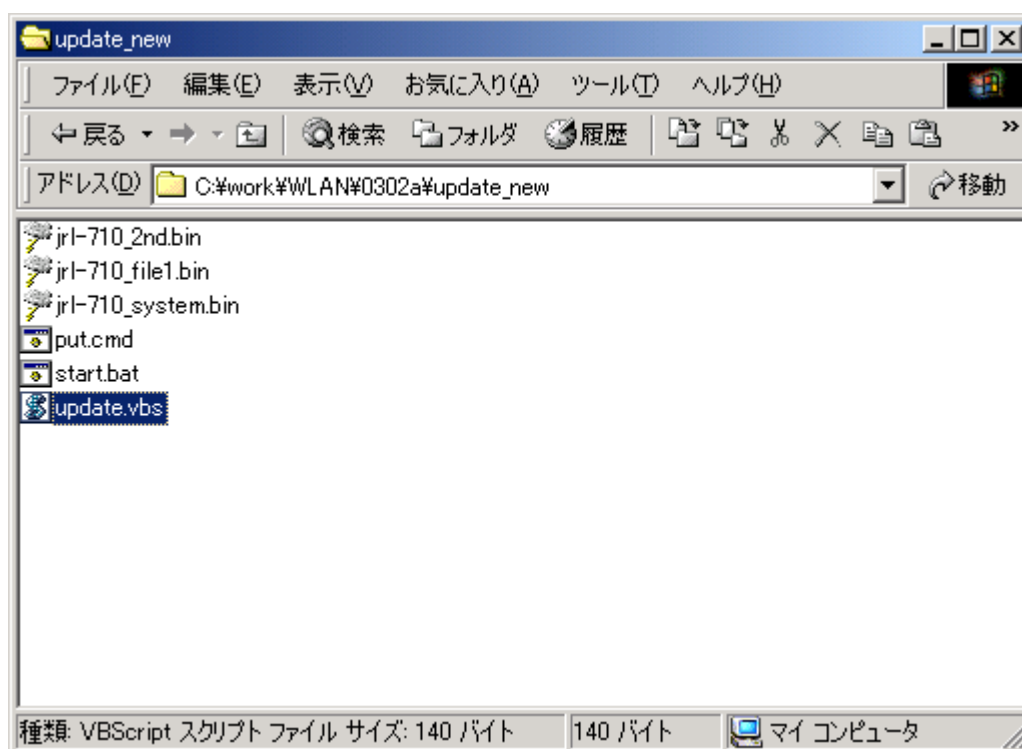 update_new
ファイル(F) 編集(E) 表示(V) お気に入り(A) ツール(T) ヘルプ(H)
戻る 検索 フォルダ 履歴 »
アドレス(D) C:¥work¥WLAN¥0302a¥update_new 移動
jrl-710_2nd.bin
jrl-710_file1.bin
jrl-710_system.bin
put.cmd
start.bat
update.vbs
種類: VBScript スクリプト ファイル サイズ: 140 バイト 140 バイト マイ コンピュータ